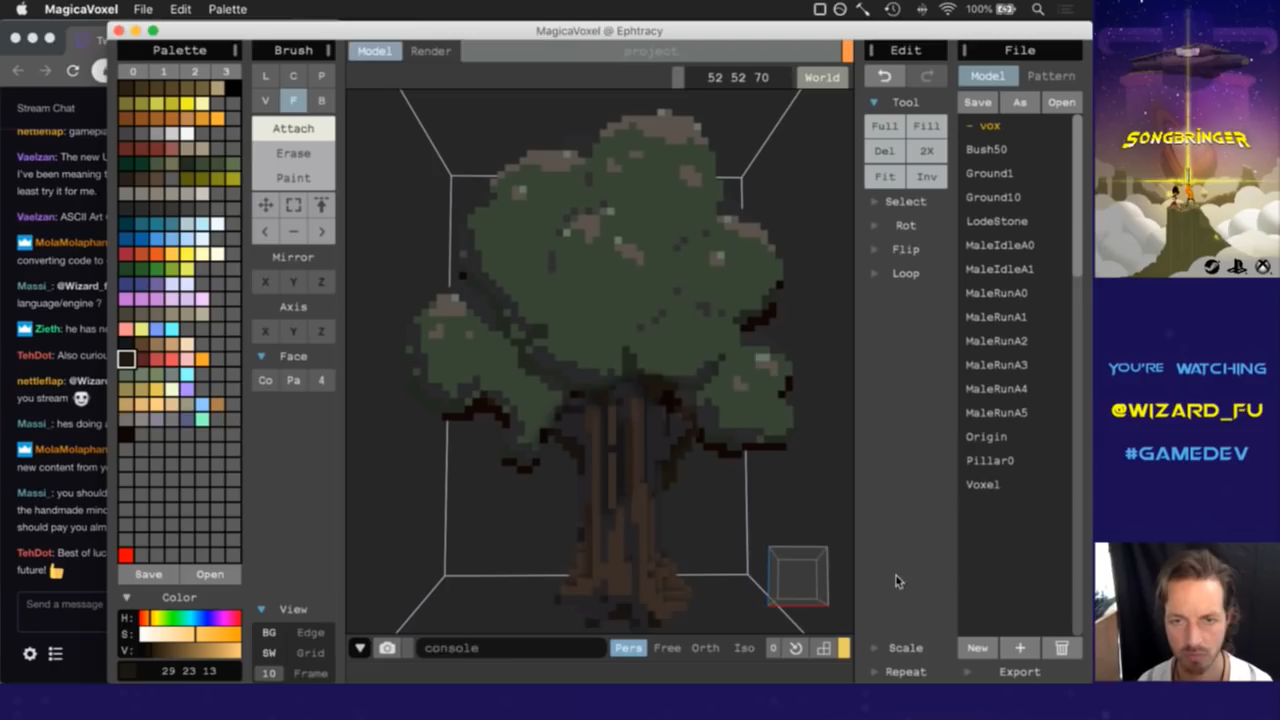 MagicaVoxel File Edit Palette 100%
MagicaVoxel @ Ephtracy
Palette Brush Model Render project Edit File
0 1 2 3
L C P
52 52 70 World
Model Pattern
V F B
Tool
Save As Open
Stream Chat
Attach
Full Fill
- vox
nettleflap: gamepla
Erase
Del 2X
Bush50
Vaelzan: The new U
I've been meaning t
least try it for me.
Paint
Fit Inv
Ground1
Select
Ground10
Vaelzan: ASCII Art
Rot
LodeStone
MolaMolaphan
converting code to
< - >
Flip
MaleIdleA0
Mirror
Loop
MaleIdleA1
Massi_: @Wizard_f
language/engine ?
X Y Z
MaleRunA0
Axis
MaleRunA1
Zieth: he has no
X Y Z
MaleRunA2
TehDot: Also curiou
Face
MaleRunA3
nettleflap: @Wizar
you stream
Co Pa 4
MaleRunA4
MaleRunA5
Massi_: hes doing a
Origin
MolaMolaphan
new content from yo
Pillar0
Voxel
Massi_: you should
the handmade mine
should pay you alm
TehDot: Best of luc
future!
Save Open
Color
Send a message
H:
S:
V:
29 23 13
View
BG Edge
SW Grid
10 Frame
console
Pers Free Orth Iso 0
Scale
Repeat
New +
Export
SONGBRINGER
YOU'RE WATCHING
@WIZARD_FU
#GAMEDEV